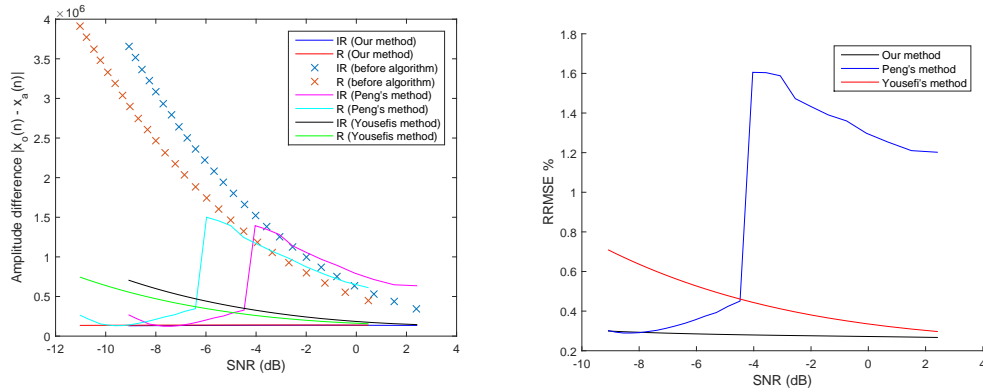 ×10⁶
4
3.5
3
2.5
2
1.5
1
0.5
0
Amplitude difference |x_o(n) - x_a(n)|
IR (Our method)
R (Our method)
IR (before algorithm)
R (before algorithm)
IR (Peng's method)
R (Peng's method)
IR (Yousefis method)
R (Yousefis method)
-12 -10 -8 -6 -4 -2 0 2 4
SNR (dB)
1.8
1.6
1.4
1.2
1
0.8
0.6
0.4
0.2
RRMSE %
Our method
Peng's method
Yousefi's method
-10 -8 -6 -4 -2 0 2 4
SNR (dB)